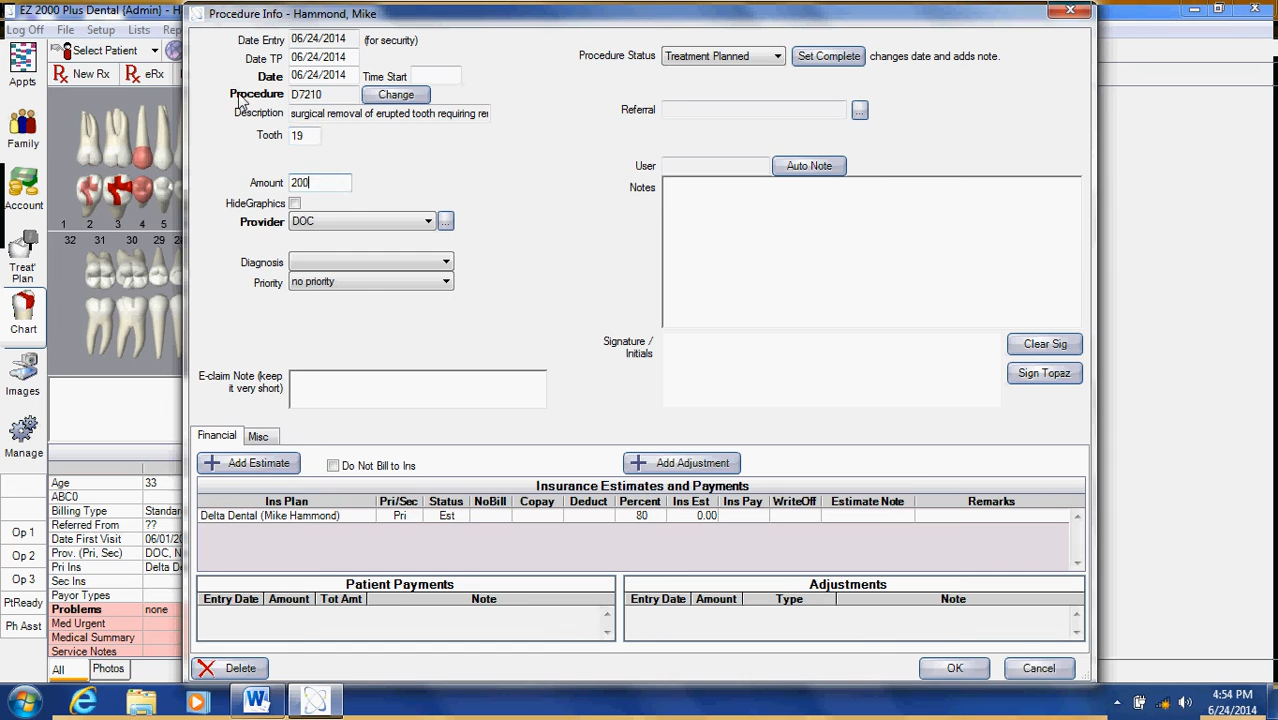 EZ 2000 Plus Dental {Admin} - H
Procedure Info - Hammond, Mike
Log Off File Setup Lists Rep
Select Patient
New Rx eRx
Appts
Family
Account
Treat' Plan
Chart
Images
Manage
1 2 3 4 5
32 31 30 29 28
Date Entry 06/24/2014 (for security)
Date TP 06/24/2014
Date 06/24/2014 Time Start
Procedure D7210 Change
Description surgical removal of erupted tooth requiring rei
Tooth 19
Amount 200
HideGraphics
Provider DOC ...
Diagnosis
Priority no priority
E-claim Note (keep
it very short)
Procedure Status Treatment Planned Set Complete changes date and adds note.
Referral ...
User Auto Note
Notes
Signature /
Initials
Clear Sig
Sign Topaz
Financial Misc
Add Estimate Do Not Bill to Ins Add Adjustment
Insurance Estimates and Payments
Ins Plan Pri/Sec Status NoBill Copay Deduct Percent Ins Est Ins Pay WriteOff Estimate Note Remarks
Delta Dental (Mike Hammond) Pri Est 80 0.00
Patient Payments
Entry Date Amount Tot Amt Note
Adjustments
Entry Date Amount Type Note
Delete OK Cancel
Age 33
ABC0
Billing Type Standar
Referred From ??
Date First Visit 06/01/20
Prov. (Pri, Sec) DOC, N
Pri Ins Delta D
Sec Ins
Payor Types
Problems none
Med Urgent
Medical Summary
Service Notes
Op 1
Op 2
Op 3
PtReady
Ph Asst
All Photos
4:54 PM
6/24/2014